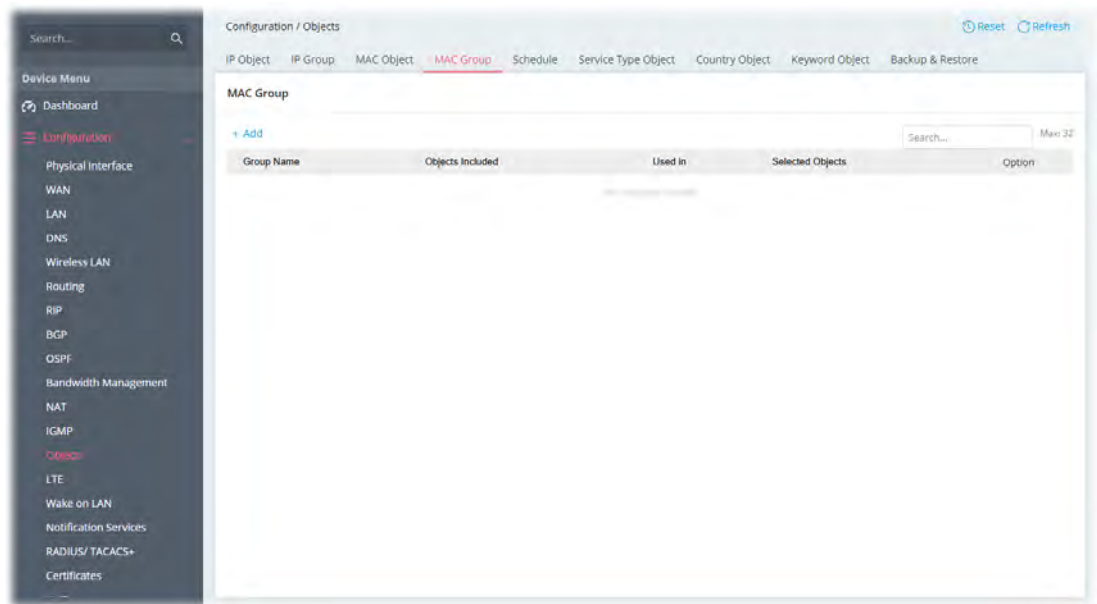 Search...
Device Menu
Dashboard
Configuration
Physical Interface
WAN
LAN
DNS
Wireless LAN
Routing
RIP
BGP
OSPF
Bandwidth Management
NAT
IGMP
Objects
LTE
Wake on LAN
Notification Services
RADIUS/ TACACS+
Certificates
Configuration / Objects
Reset Refresh
IP Object IP Group MAC Object MAC Group Schedule Service Type Object Country Object Keyword Object Backup & Restore
MAC Group
+ Add
Search... Max: 32
Group Name Objects Included Used In Selected Objects Option